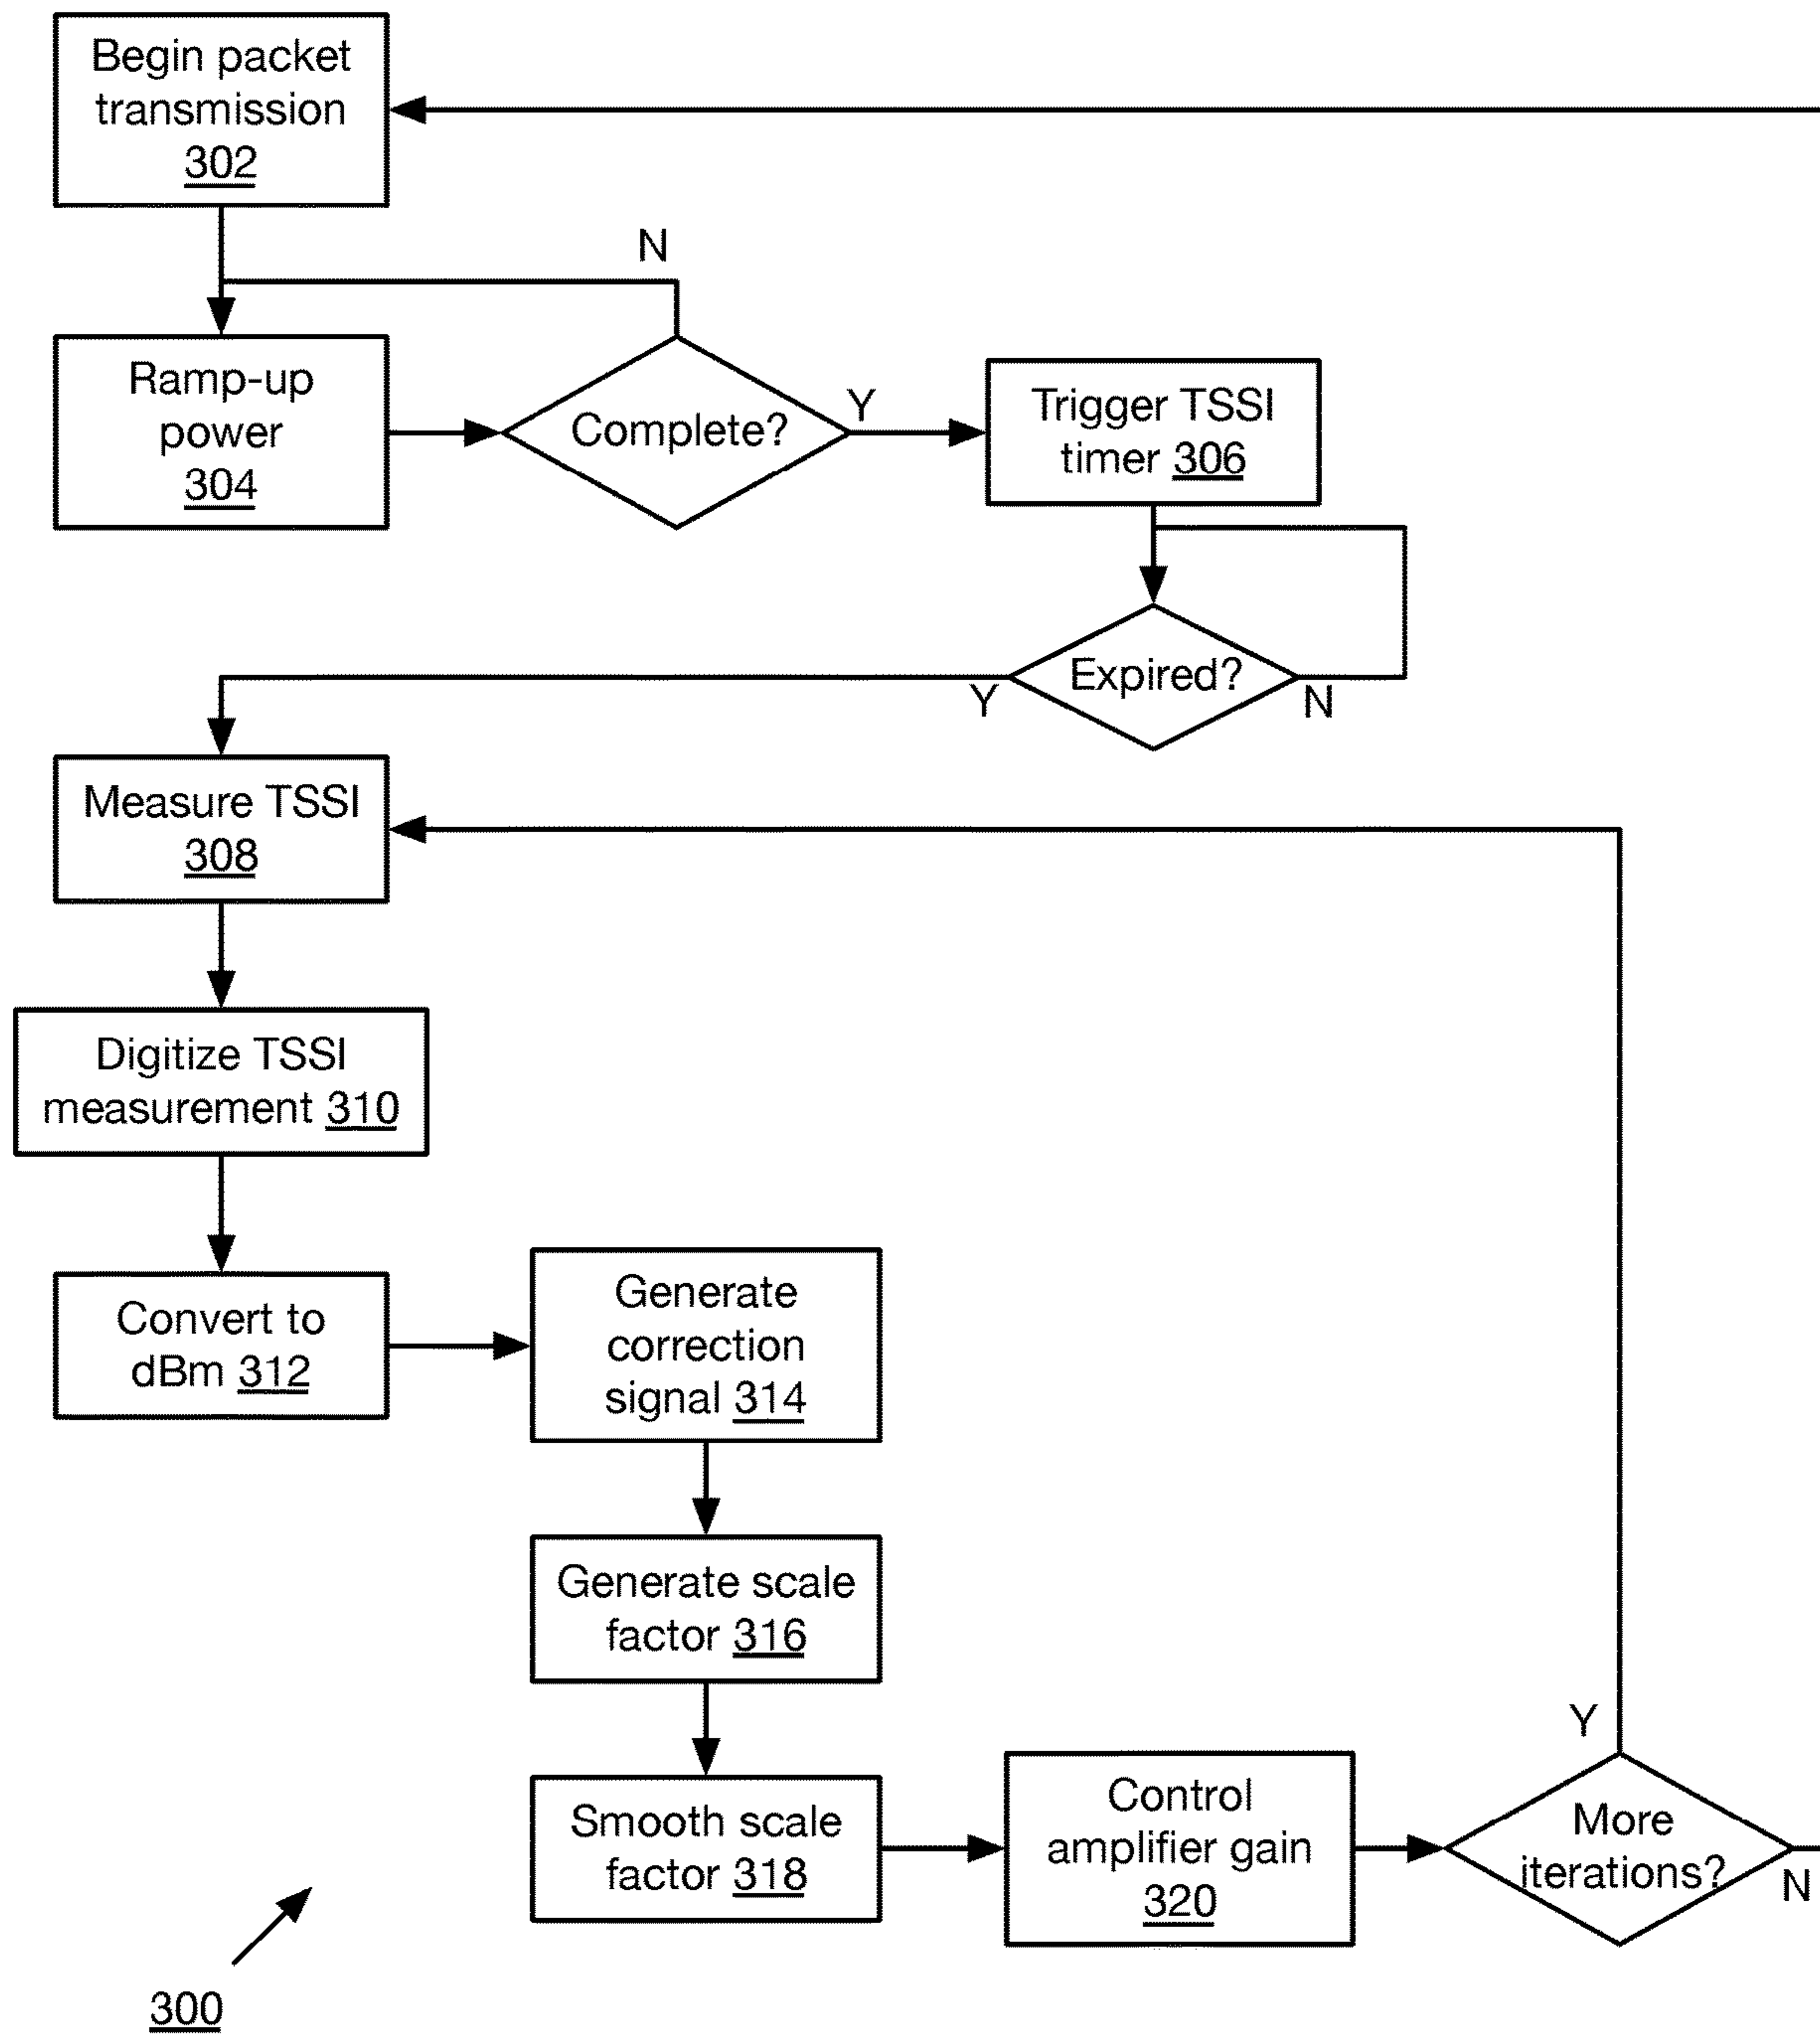 Begin packet
transmission
302
N
Ramp-up
power
304
Complete?
Y
Trigger TSSI
timer 306
Expired?
Y
N
Measure TSSI
308
Digitize TSSI
measurement 310
Convert to
dBm 312
Generate
correction
signal 314
Generate scale
factor 316
Smooth scale
factor 318
Control
amplifier gain
320
Y
More
iterations?
N
300